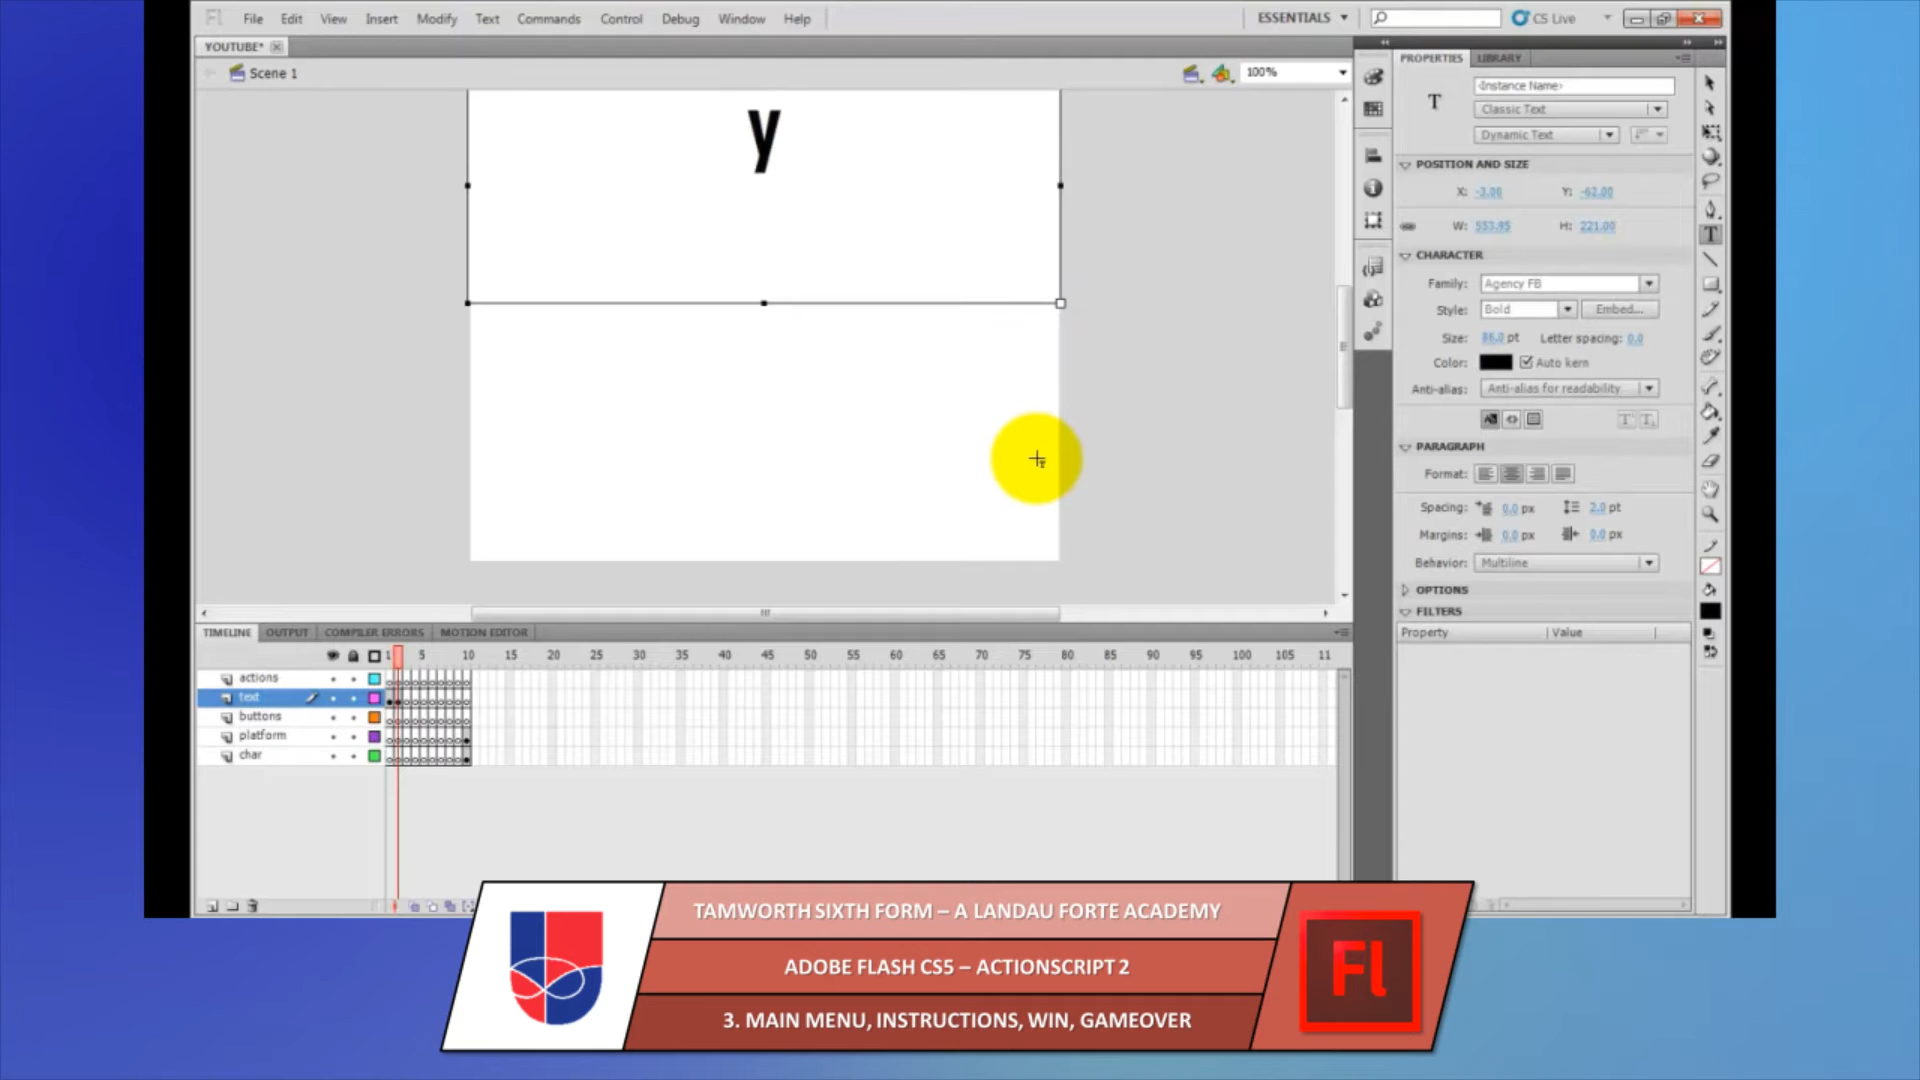 Fl File Edit View Insert Modify Text Commands Control Debug Window Help ESSENTIALS CS Live
YOUTUBE*
Scene 1
100%
y
PROPERTIES LIBRARY
T
<Instance Name>
Classic Text
Dynamic Text
POSITION AND SIZE
X: -3.00 Y: -62.00
W: 553.95 H: 221.00
CHARACTER
Family: Agency FB
Style: Bold Embed...
Size: 86.0 pt Letter spacing: 0.0
Color: Auto kern
Anti-alias: Anti-alias for readability
PARAGRAPH
Format:
Spacing: 0.0 px 2.0 pt
Margins: 0.0 px 0.0 px
Behavior: Multiline
OPTIONS
FILTERS
Property Value
TIMELINE OUTPUT COMPILER ERRORS MOTION EDITOR
1 5 10 15 20 25 30 35 40 45 50 55 60 65 70 75 80 85 90 95 100 105 11
actions
text
buttons
platform
char
TAMWORTH SIXTH FORM – A LANDAU FORTE ACADEMY
ADOBE FLASH CS5 – ACTIONSCRIPT 2
3. MAIN MENU, INSTRUCTIONS, WIN, GAMEOVER
Fl